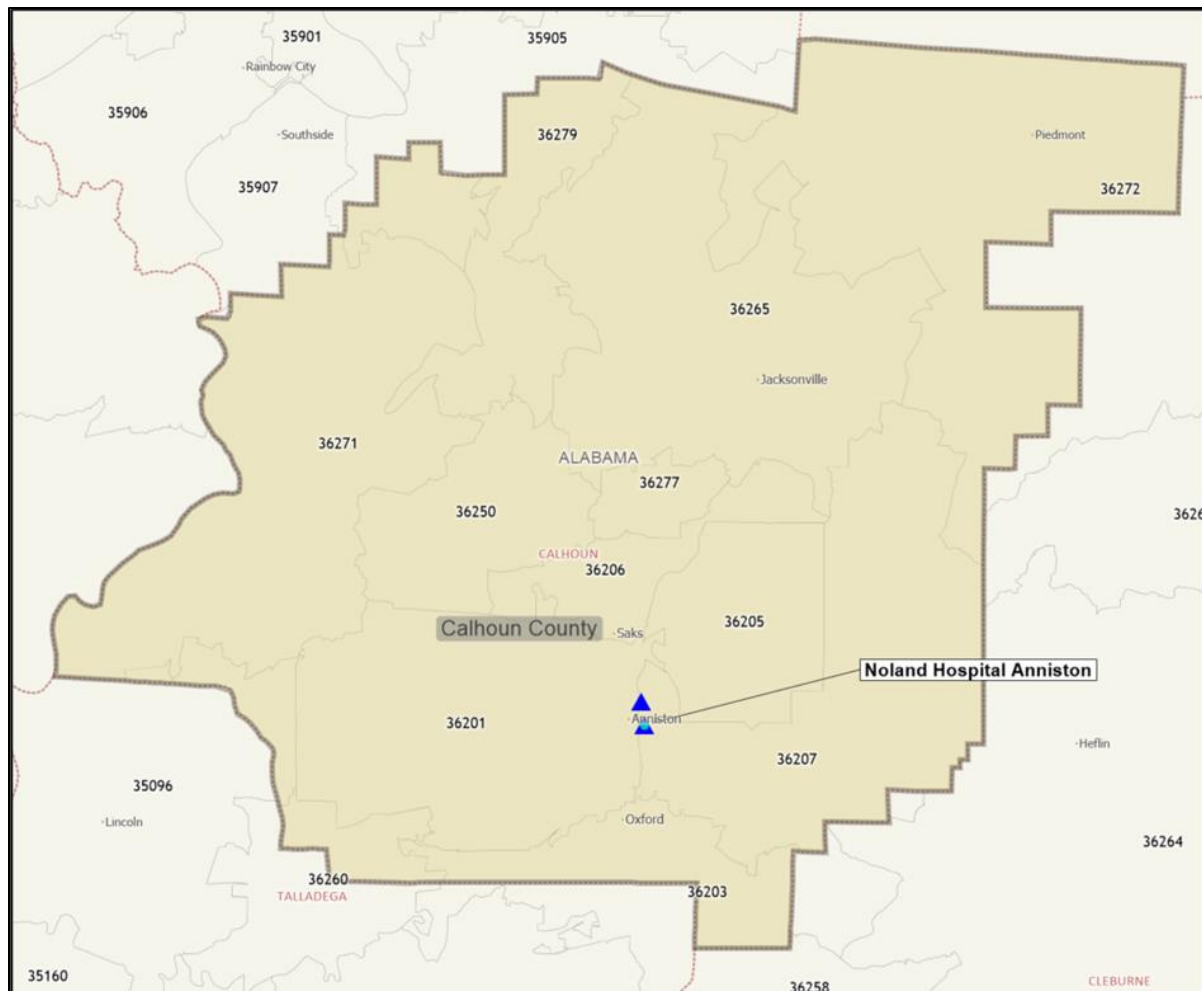 35901
35905
Rainbow City
35906
36279
Southside
Piedmont
35907
36272
36265
Jacksonville
36271
ALABAMA
36277
36250
CALHOUN
36206
36205
Calhoun County
Saks
Noland Hospital Anniston
Anniston
36201
Heflin
36207
35096
Lincoln
Oxford
36264
36260
TALLADEGA
36203
35160
36258
CLEBURNE